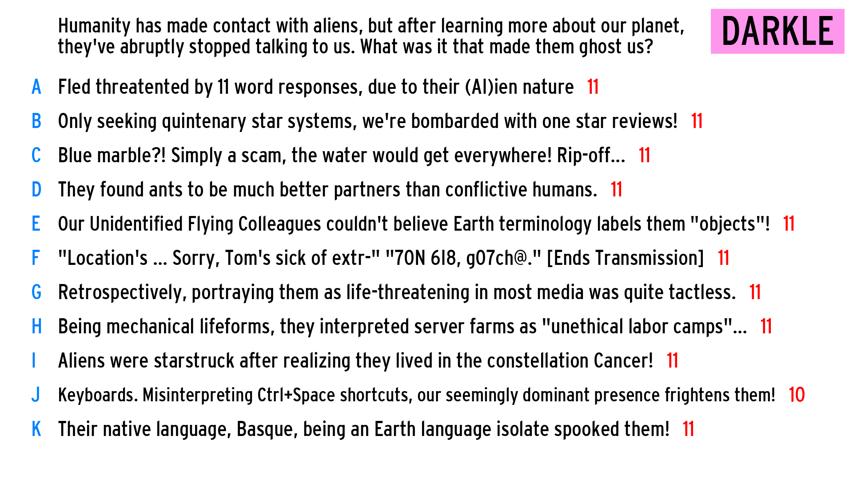 Humanity has made contact with aliens, but after learning more about our planet,
they've abruptly stopped talking to us. What was it that made them ghost us?
DARKLE
A Fled threatented by 11 word responses, due to their (AI)ien nature 11
B Only seeking quintenary star systems, we're bombarded with one star reviews! 11
C Blue marble?! Simply a scam, the water would get everywhere! Rip-off... 11
D They found ants to be much better partners than conflictive humans. 11
E Our Unidentified Flying Colleagues couldn't believe Earth terminology labels them "objects"! 11
F "Location's ... Sorry, Tom's sick of extr-" "70N 6I8, g07ch@." [Ends Transmission] 11
G Retrospectively, portraying them as life-threatening in most media was quite tactless. 11
H Being mechanical lifeforms, they interpreted server farms as "unethical labor camps"... 11
I Aliens were starstruck after realizing they lived in the constellation Cancer! 11
J Keyboards. Misinterpreting Ctrl+Space shortcuts, our seemingly dominant presence frightens them! 10
K Their native language, Basque, being an Earth language isolate spooked them! 11